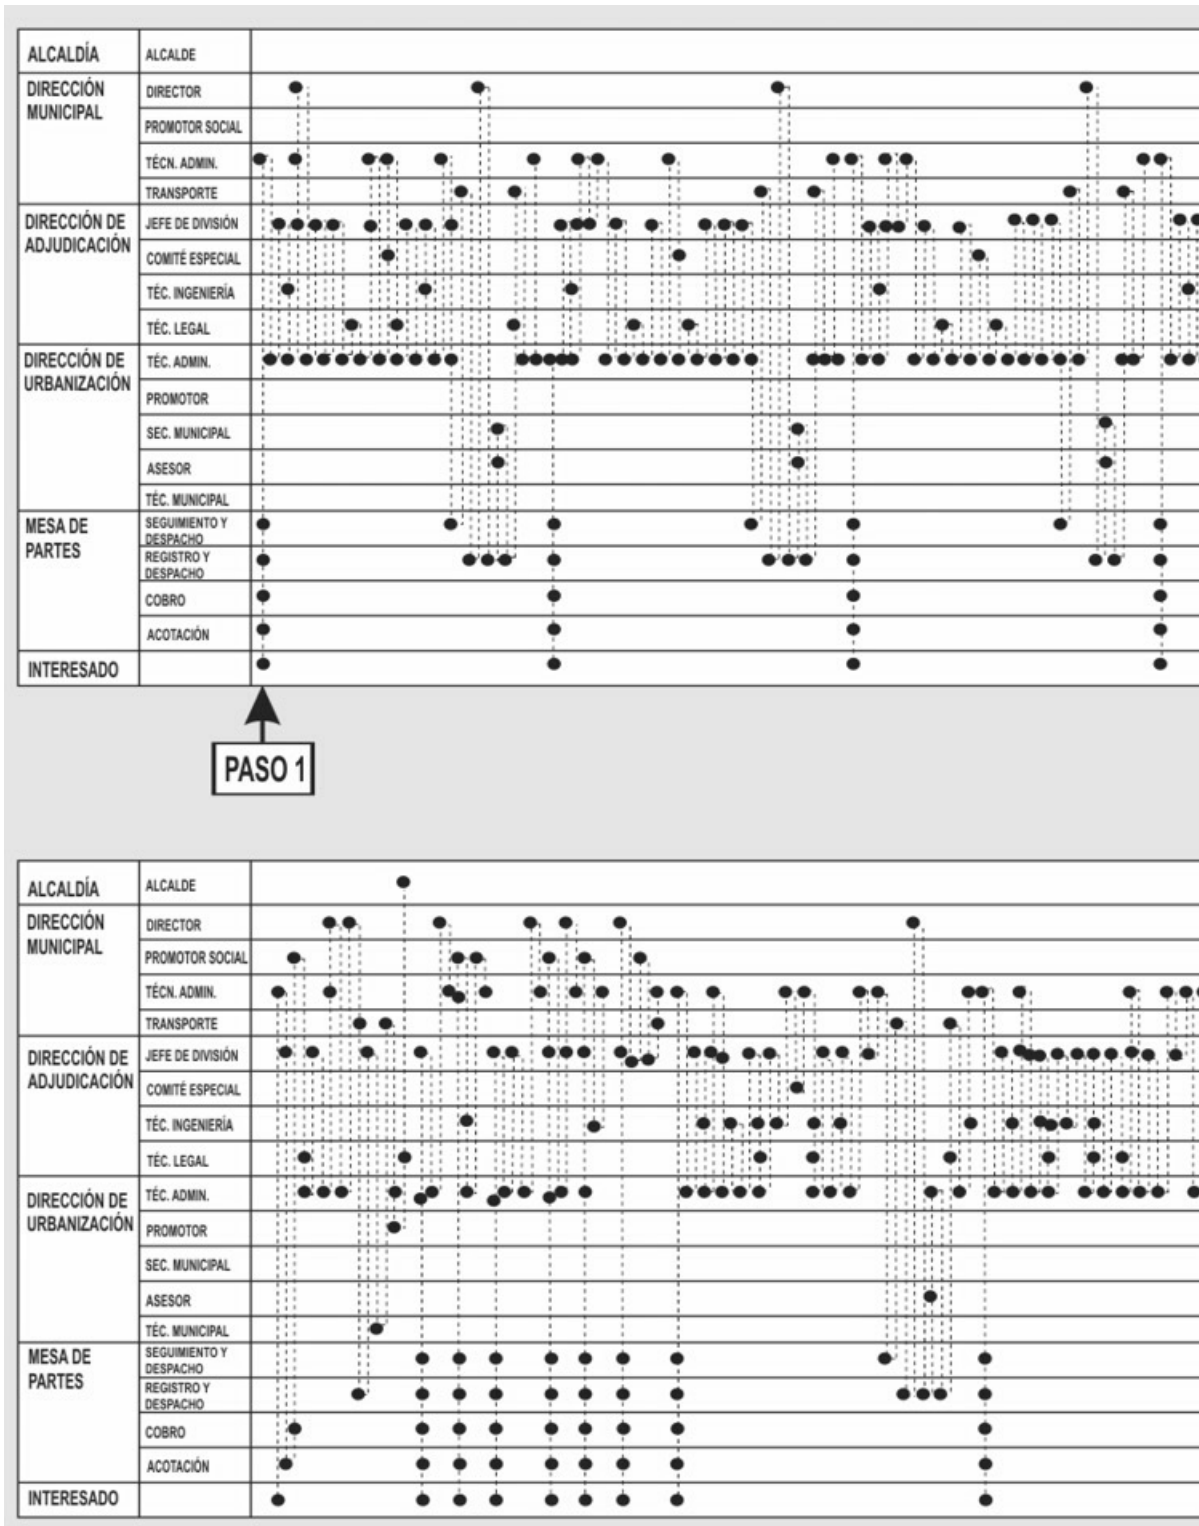 ALCALDÍA
ALCALDE
DIRECCIÓN
MUNICIPAL
DIRECTOR
PROMOTOR SOCIAL
TÉCN. ADMIN.
TRANSPORTE
DIRECCIÓN DE
ADJUDICACIÓN
JEFE DE DIVISIÓN
COMITÉ ESPECIAL
TÉC. INGENIERÍA
TÉC. LEGAL
DIRECCIÓN DE
URBANIZACIÓN
TÉC. ADMIN.
PROMOTOR
SEC. MUNICIPAL
ASESOR
TÉC. MUNICIPAL
MESA DE
PARTES
SEGUIMIENTO Y
DESPACHO
REGISTRO Y
DESPACHO
COBRO
ACOTACIÓN
INTERESADO
PASO 1
ALCALDÍA
ALCALDE
DIRECCIÓN
MUNICIPAL
DIRECTOR
PROMOTOR SOCIAL
TÉCN. ADMIN.
TRANSPORTE
DIRECCIÓN DE
ADJUDICACIÓN
JEFE DE DIVISIÓN
COMITÉ ESPECIAL
TÉC. INGENIERÍA
TÉC. LEGAL
DIRECCIÓN DE
URBANIZACIÓN
TÉC. ADMIN.
PROMOTOR
SEC. MUNICIPAL
ASESOR
TÉC. MUNICIPAL
MESA DE
PARTES
SEGUIMIENTO Y
DESPACHO
REGISTRO Y
DESPACHO
COBRO
ACOTACIÓN
INTERESADO